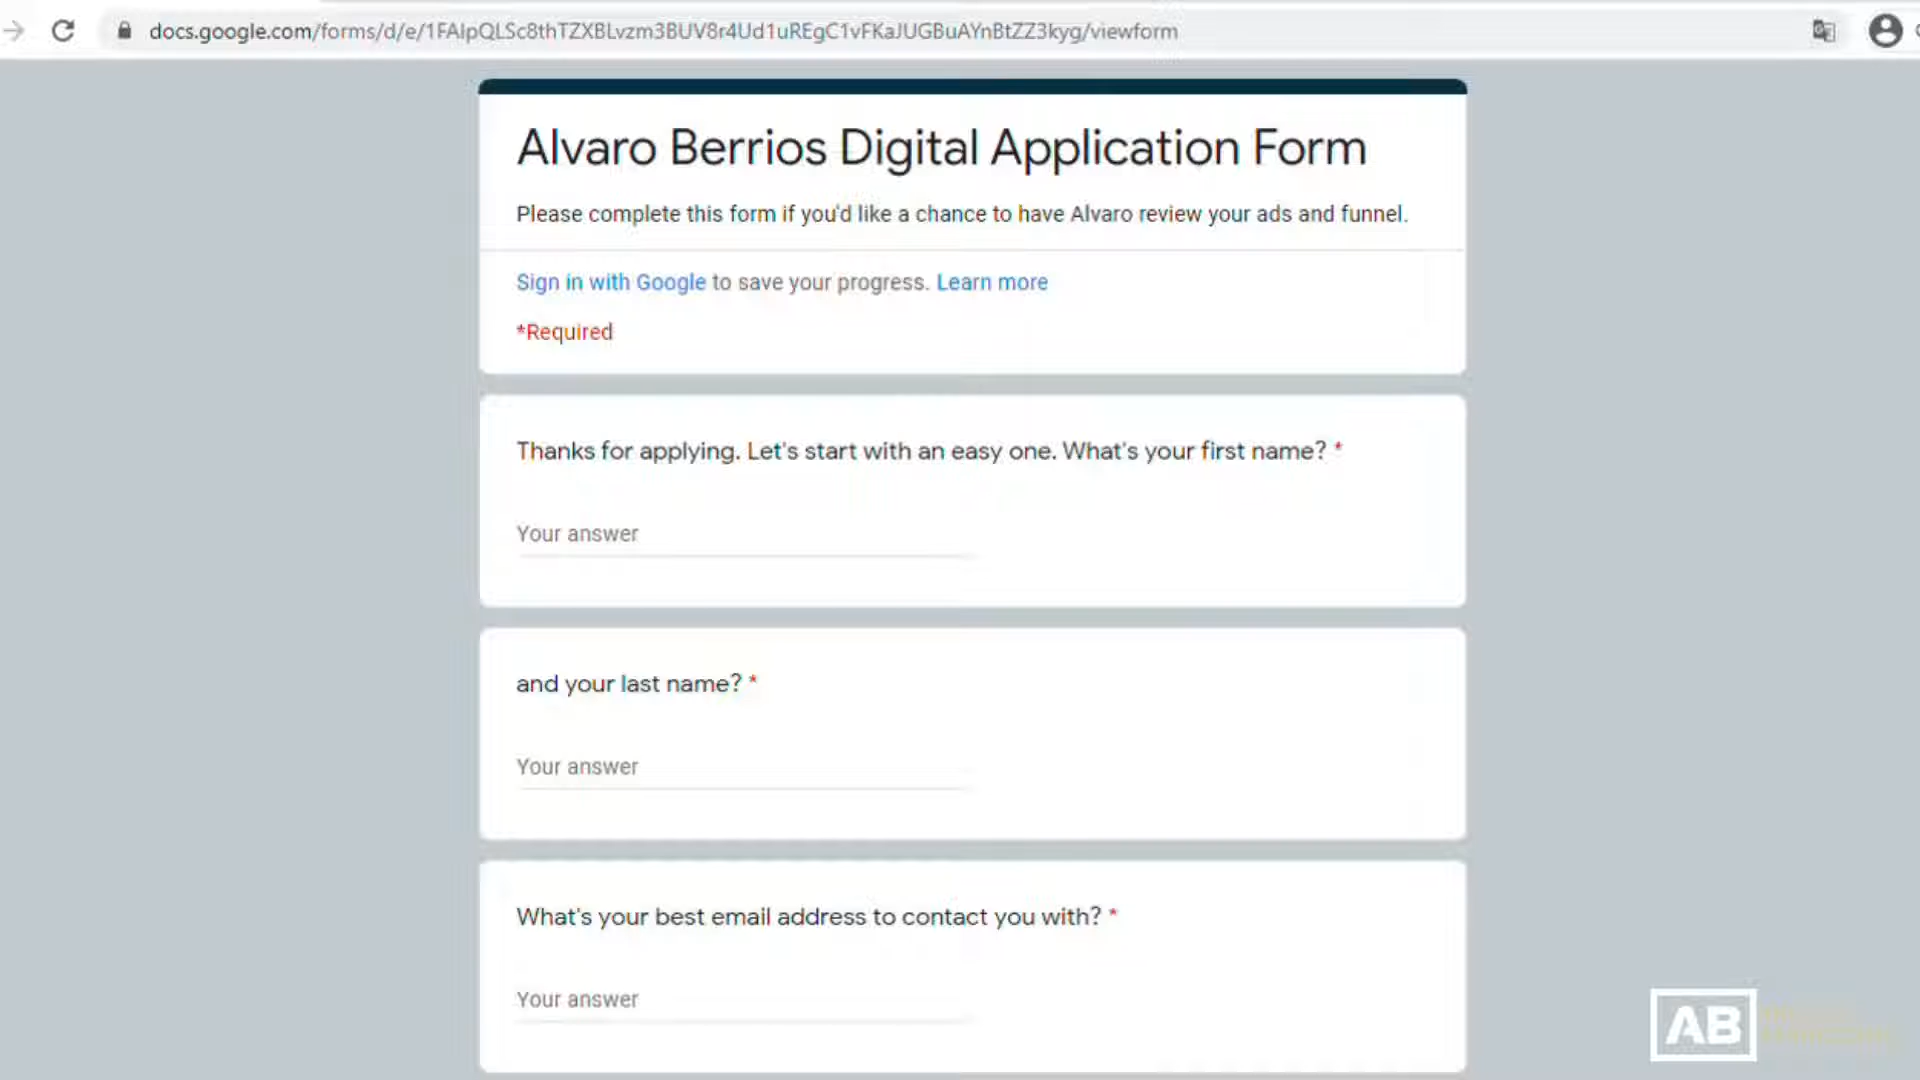 docs.google.com/forms/d/e/1FAIpQLSc8thTZXBLvzm3BUV8r4Ud1uREgC1vFKaJUGBuAYnBtZZ3kyg/viewform
Alvaro Berrios Digital Application Form
Please complete this form if you'd like a chance to have Alvaro review your ads and funnel.
Sign in with Google to save your progress. Learn more
*Required
Thanks for applying. Let's start with an easy one. What's your first name? *
Your answer
and your last name? *
Your answer
What's your best email address to contact you with? *
Your answer
AB